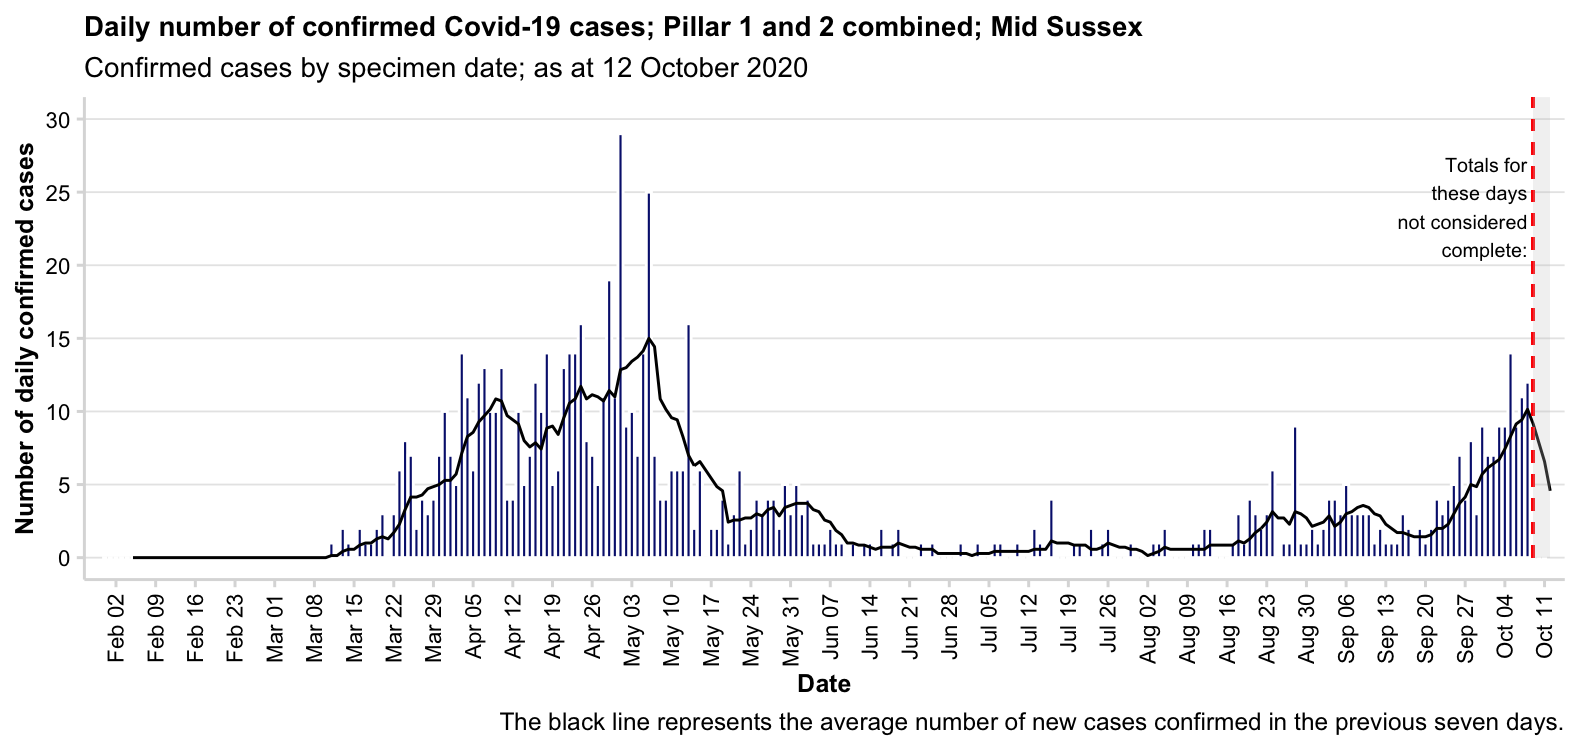 Daily number of confirmed Covid-19 cases; Pillar 1 and 2 combined; Mid Sussex
Confirmed cases by specimen date; as at 12 October 2020
Number of daily confirmed cases
30
25
20
15
10
5
0
Totals for
these days
not considered
complete:
Feb 02
Feb 09
Feb 16
Feb 23
Mar 01
Mar 08
Mar 15
Mar 22
Mar 29
Apr 05
Apr 12
Apr 19
Apr 26
May 03
May 10
May 17
May 24
May 31
Jun 07
Jun 14
Jun 21
Jun 28
Jul 05
Jul 12
Jul 19
Jul 26
Aug 02
Aug 09
Aug 16
Aug 23
Aug 30
Sep 06
Sep 13
Sep 20
Sep 27
Oct 04
Oct 11
Date
The black line represents the average number of new cases confirmed in the previous seven days.